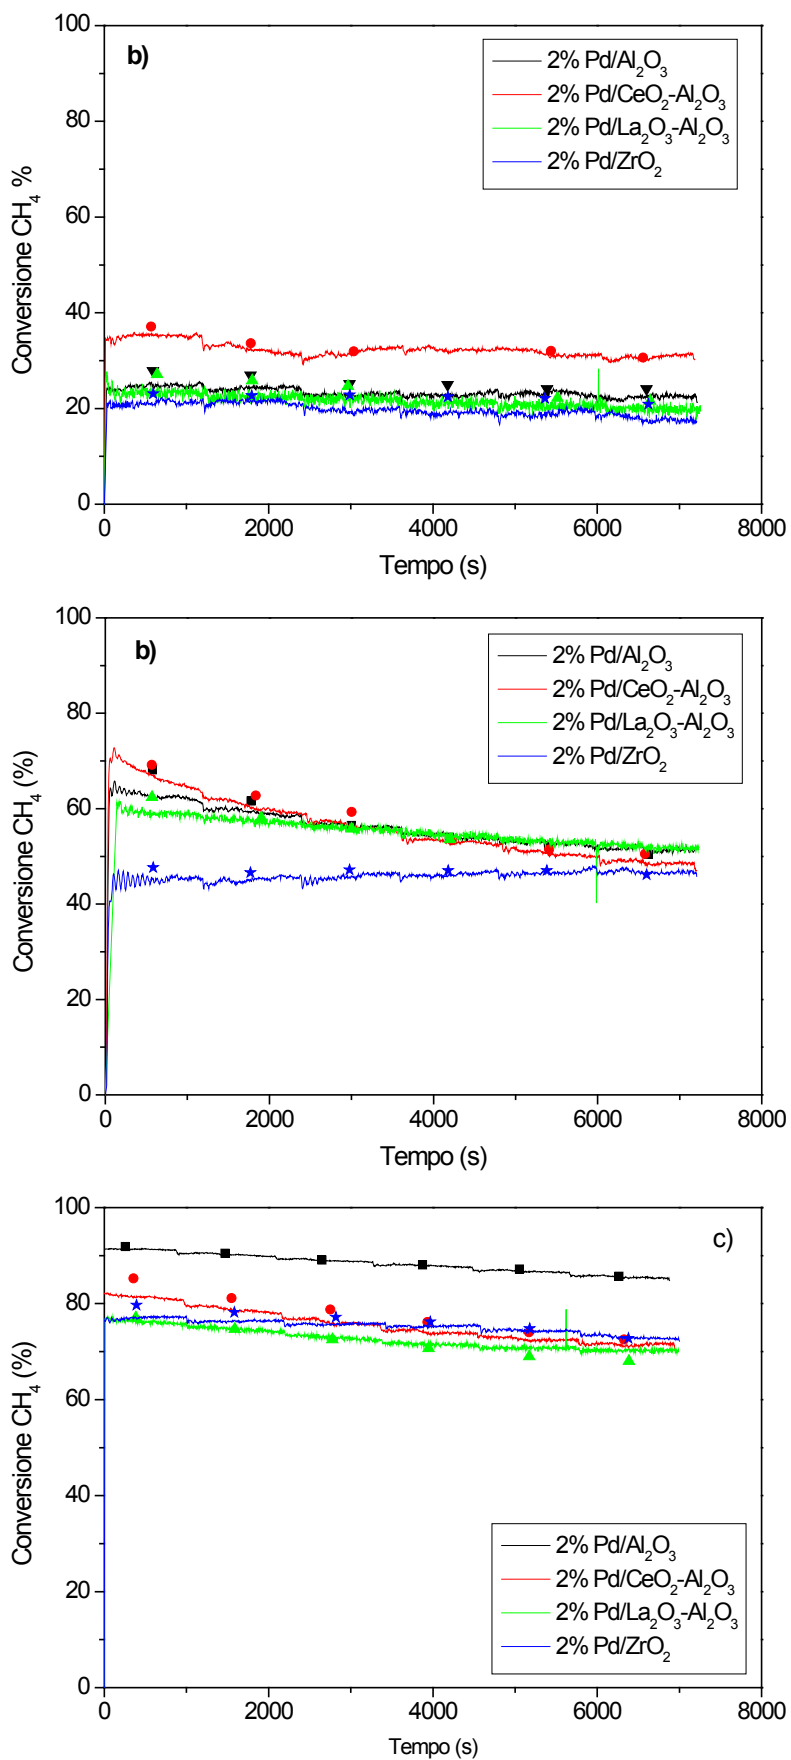 100
80
60
40
20
0
b)
2% Pd/Al₂O₃
2% Pd/CeO₂-Al₂O₃
2% Pd/La₂O₃-Al₂O₃
2% Pd/ZrO₂
Conversione CH₄ %
0 2000 4000 6000 8000
Tempo (s)
100
80
60
40
20
0
b)
2% Pd/Al₂O₃
2% Pd/CeO₂-Al₂O₃
2% Pd/La₂O₃-Al₂O₃
2% Pd/ZrO₂
Conversione CH₄ (%)
0 2000 4000 6000 8000
Tempo (s)
100
80
60
40
20
0
c)
Conversione CH₄ (%)
2% Pd/Al₂O₃
2% Pd/CeO₂-Al₂O₃
2% Pd/La₂O₃-Al₂O₃
2% Pd/ZrO₂
0 2000 4000 6000 8000
Tempo (s)